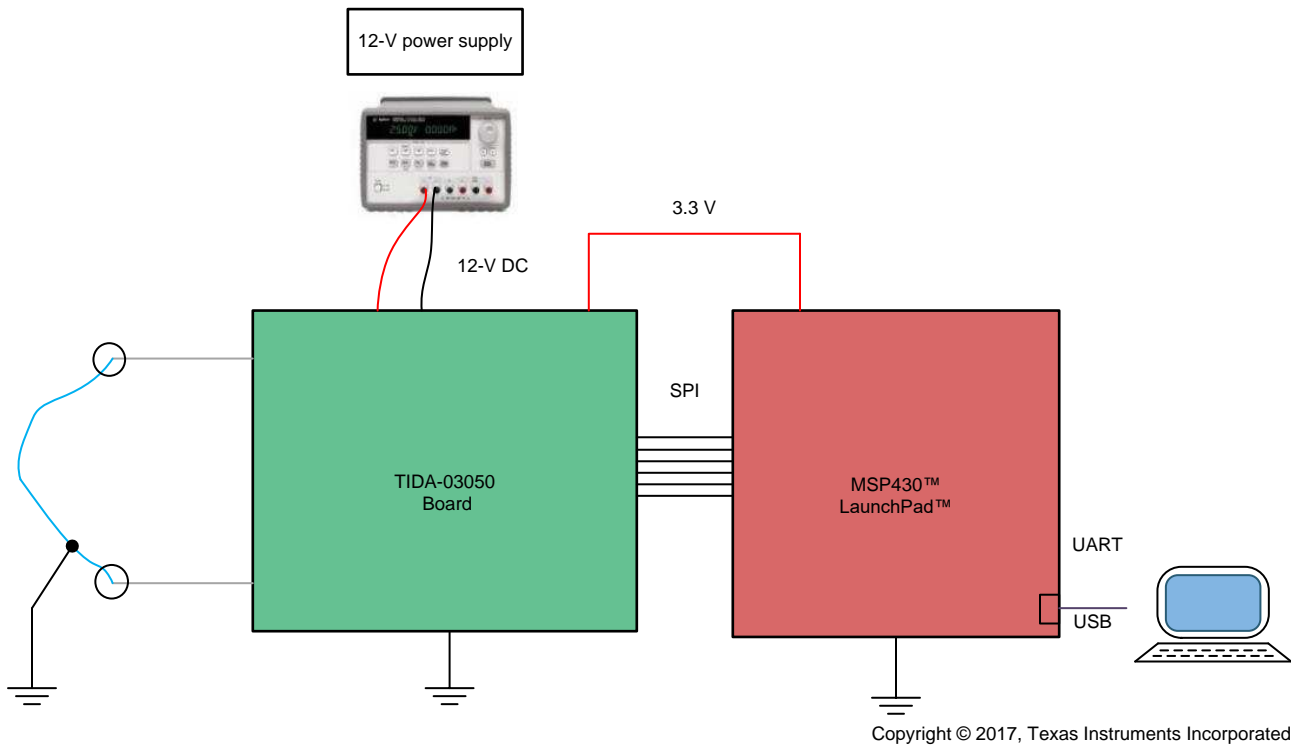 12-V power supply
3.3 V
12-V DC
SPI
TIDA-03050
Board
MSP430™
LaunchPad™
UART
USB
Copyright © 2017, Texas Instruments Incorporated